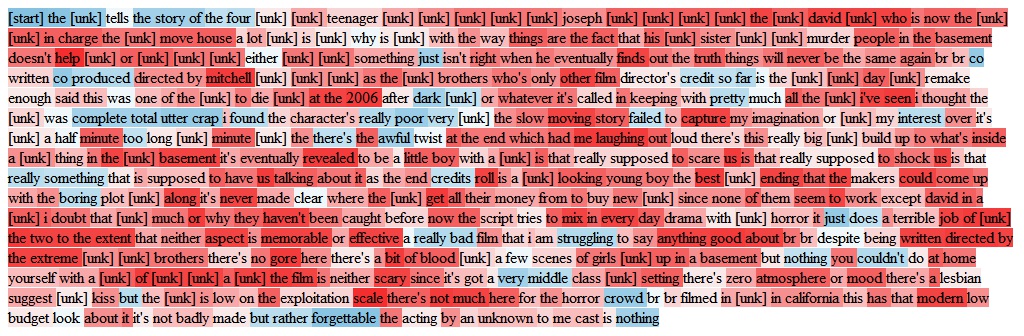 [start] the [unk] tells the story of the four [unk] [unk] teenager [unk] [unk] [unk] [unk] [unk] joseph [unk] [unk] [unk] [unk] the [unk] david [unk] who is now the [unk]
[unk] in charge the [unk] move house a lot [unk] is [unk] why is [unk] with the way things are the fact that his [unk] sister [unk] [unk] murder people in the basement
doesn't help [unk] or [unk] [unk] [unk] either [unk] [unk] something just isn't right when he eventually finds out the truth things will never be the same again br br co
written co produced directed by mitchell [unk] [unk] [unk] as the [unk] brothers who's only other film director's credit so far is the [unk] [unk] day [unk] remake
enough said this was one of the [unk] to die [unk] at the 2006 after dark [unk] or whatever it's called in keeping with pretty much all the [unk] i've seen i thought the
[unk] was complete total utter crap i found the character's really poor very [unk] the slow moving story failed to capture my imagination or [unk] my interest over it's
[unk] a half minute too long [unk] minute [unk] the there's the awful twist at the end which had me laughing out loud there's this really big [unk] build up to what's inside
a [unk] thing in the [unk] basement it's eventually revealed to be a little boy with a [unk] is that really supposed to scare us is that really supposed to shock us is that
really something that is supposed to have us talking about it as the end credits roll is a [unk] looking young boy the best [unk] ending that the makers could come up
with the boring plot [unk] along it's never made clear where the [unk] get all their money from to buy new [unk] since none of them seem to work except david in a
[unk] i doubt that [unk] much or why they haven't been caught before now the script tries to mix in every day drama with [unk] horror it just does a terrible job of [unk]
the two to the extent that neither aspect is memorable or effective a really bad film that i am struggling to say anything good about br br despite being written directed by
the extreme [unk] [unk] brothers there's no gore here there's a bit of blood [unk] a few scenes of girls [unk] up in a basement but nothing you couldn't do at home
yourself with a [unk] of [unk] [unk] a [unk] the film is neither scary since it's got a very middle class [unk] setting there's zero atmosphere or mood there's a lesbian
suggest [unk] kiss but the [unk] is low on the exploitation scale there's not much here for the horror crowd br br filmed in [unk] in california this has that modern low
budget look about it it's not badly made but rather forgettable the acting by an unknown to me cast is nothing